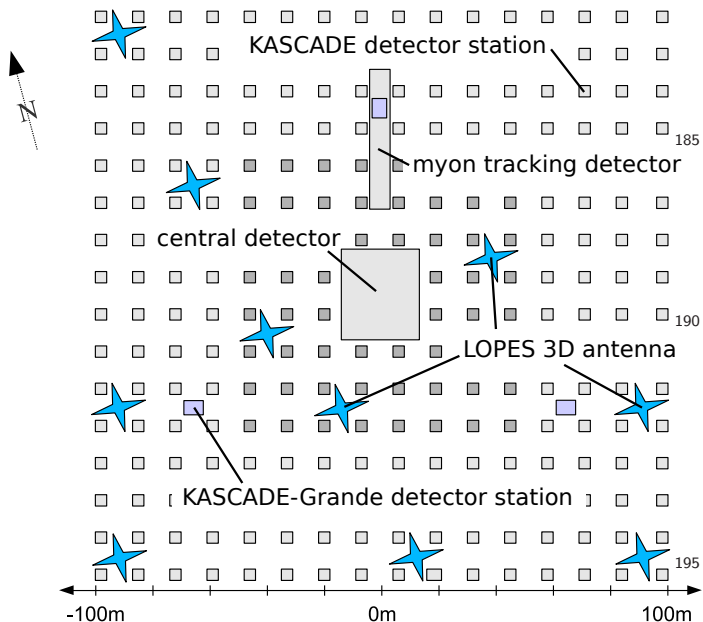 KASCADE detector station
N
185
myon tracking detector
central detector
190
LOPES 3D antenna
KASCADE-Grande detector station
195
-100m 0m 100m